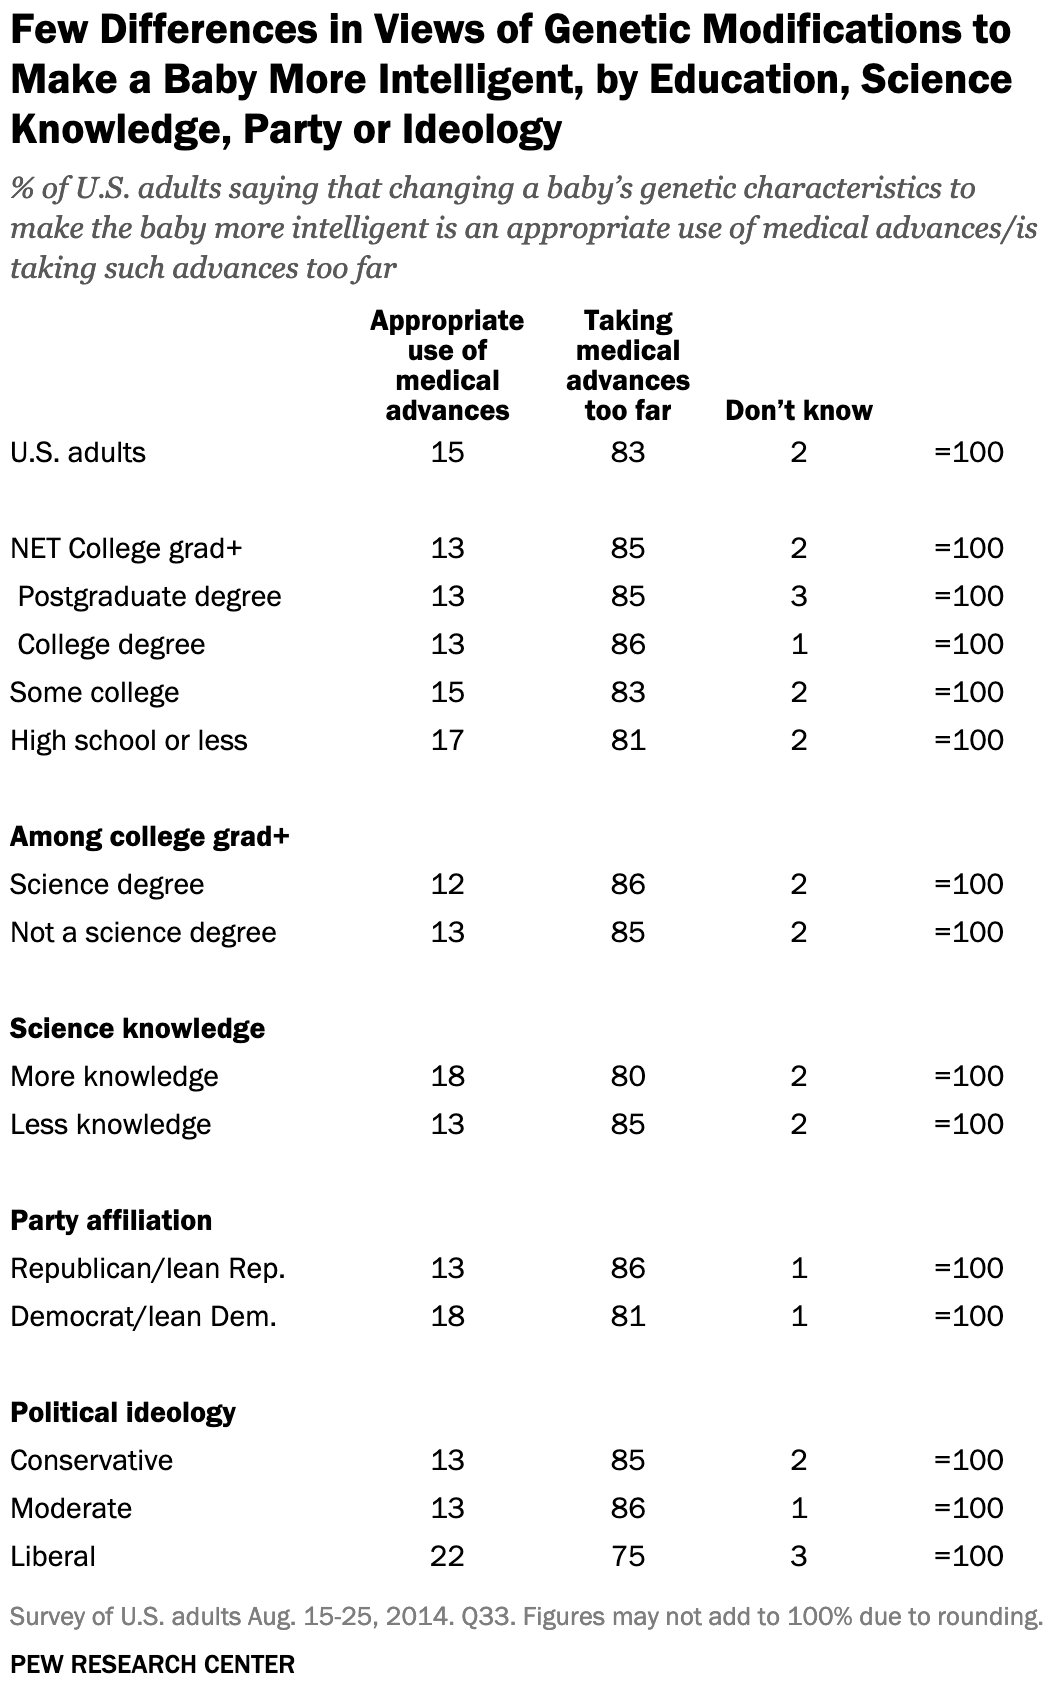 Few Differences in Views of Genetic Modifications to
Make a Baby More Intelligent, by Education, Science
Knowledge, Party or Ideology
% of U.S. adults saying that changing a baby’s genetic characteristics to
make the baby more intelligent is an appropriate use of medical advances/is
taking such advances too far
Appropriate use of medical advances Taking medical advances too far Don’t know
U.S. adults 15 83 2 =100
NET College grad+ 13 85 2 =100
Postgraduate degree 13 85 3 =100
College degree 13 86 1 =100
Some college 15 83 2 =100
High school or less 17 81 2 =100
Among college grad+
Science degree 12 86 2 =100
Not a science degree 13 85 2 =100
Science knowledge
More knowledge 18 80 2 =100
Less knowledge 13 85 2 =100
Party affiliation
Republican/lean Rep. 13 86 1 =100
Democrat/lean Dem. 18 81 1 =100
Political ideology
Conservative 13 85 2 =100
Moderate 13 86 1 =100
Liberal 22 75 3 =100
Survey of U.S. adults Aug. 15-25, 2014. Q33. Figures may not add to 100% due to rounding.
PEW RESEARCH CENTER